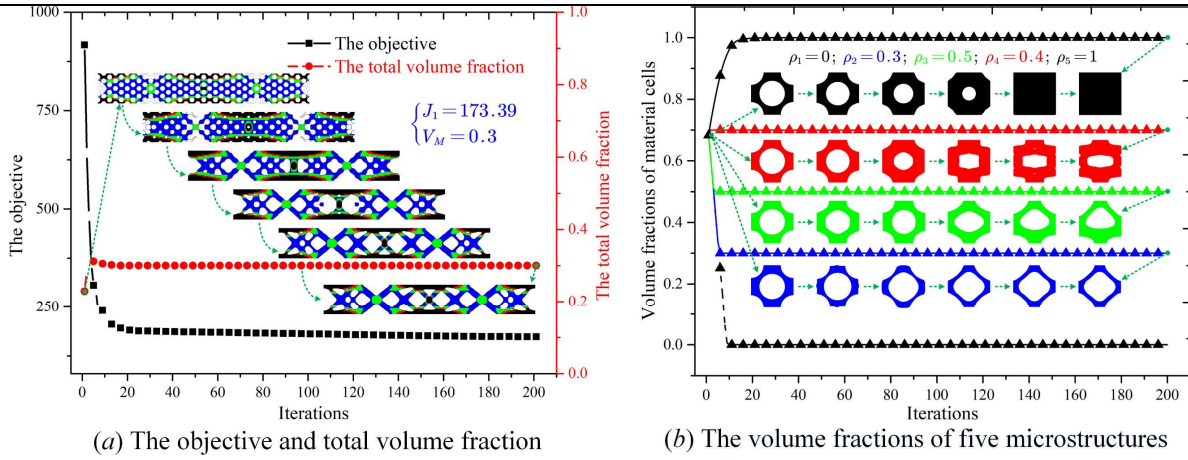 1000
750
500
250
The objective
The objective
The total volume fraction
J₁ = 173.39
V_M = 0.3
1.0
0.8
0.6
0.4
0.2
0.0
The total volume fraction
0 20 40 60 80 100 120 140 160 180 200
Iterations
(a) The objective and total volume fraction
1.0
0.8
0.6
0.4
0.2
0.0
Volume fractions of material cells
ρ₁=0; ρ₂=0.3; ρ₃=0.5; ρ₄=0.4; ρ₅=1
0 20 40 60 80 100 120 140 160 180 200
Iterations
(b) The volume fractions of five microstructures